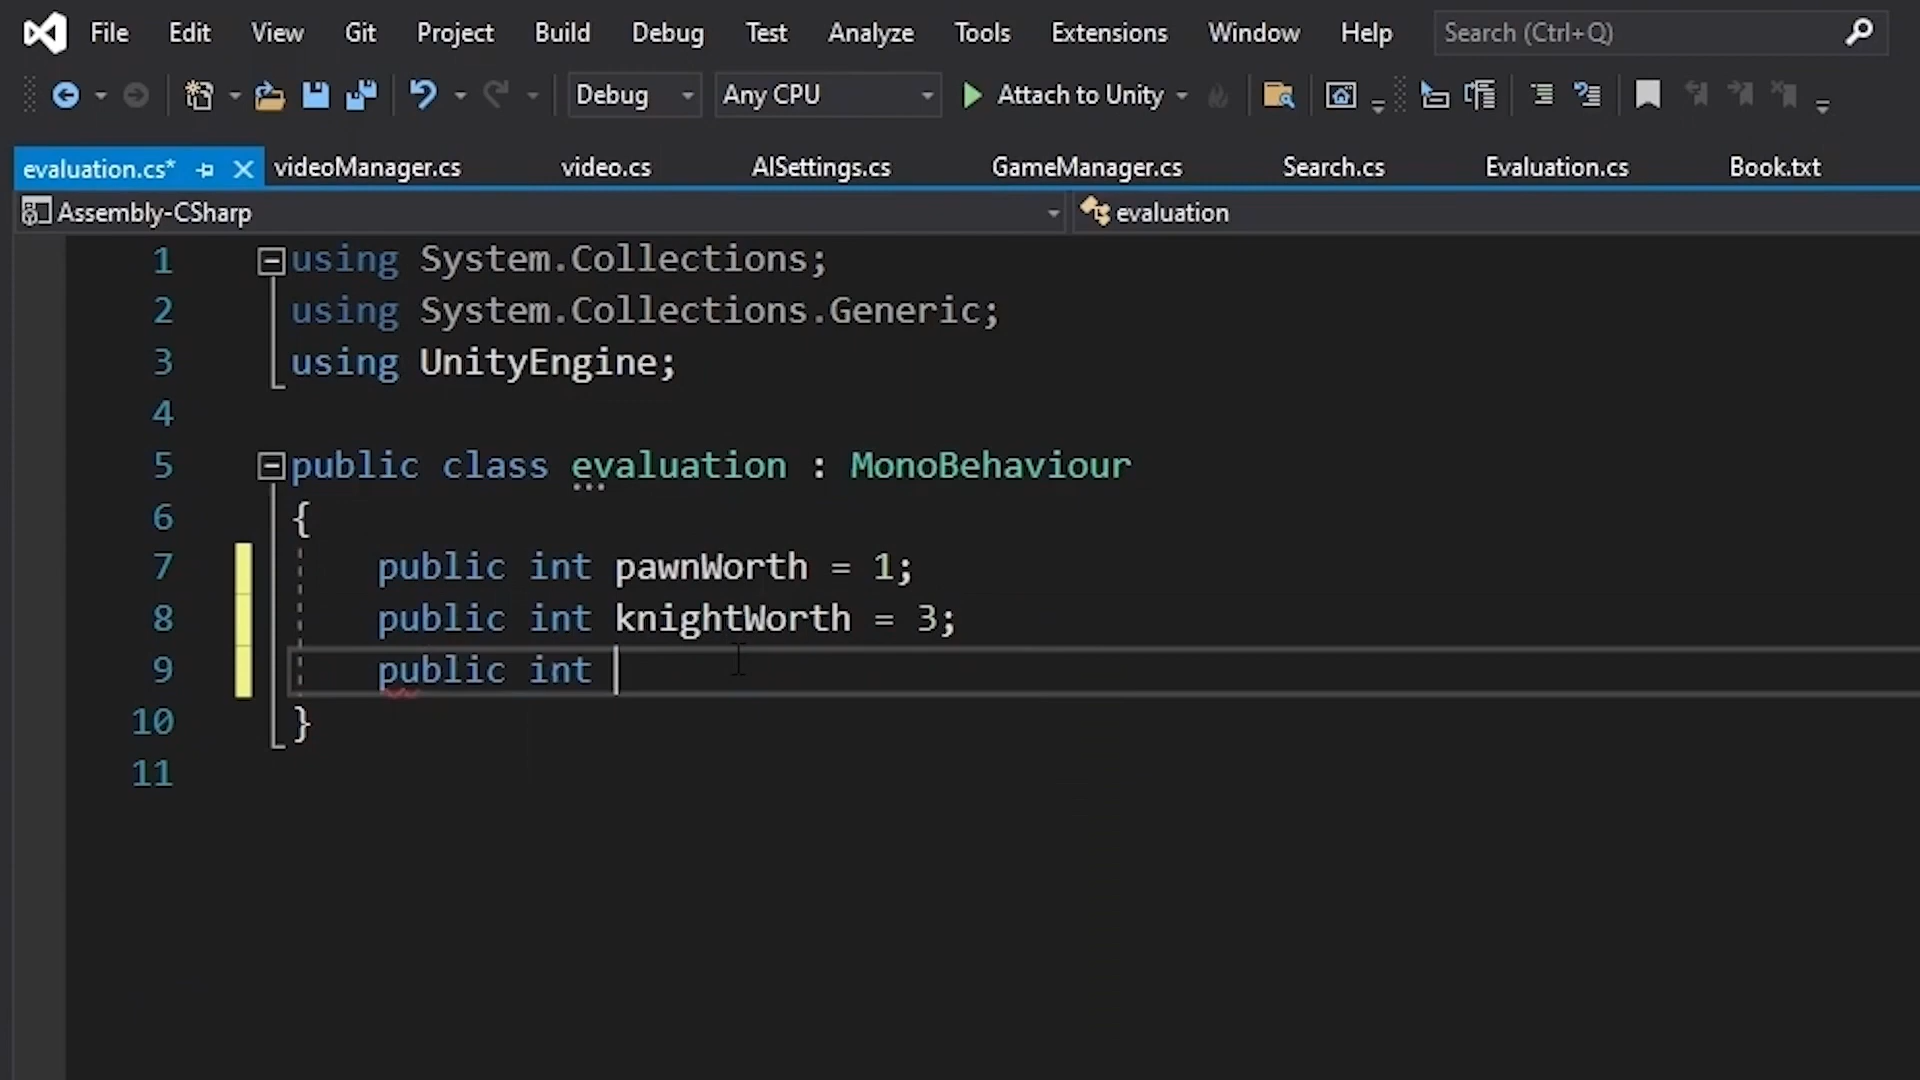 File Edit View Git Project Build Debug Test Analyze Tools Extensions Window Help Search (Ctrl+Q)
Debug Any CPU Attach to Unity
evaluation.cs* videoManager.cs video.cs AISettings.cs GameManager.cs Search.cs Evaluation.cs Book.txt
Assembly-CSharp evaluation
1 using System.Collections;
2 using System.Collections.Generic;
3 using UnityEngine;
4
5 public class evaluation : MonoBehaviour
6 {
7 public int pawnWorth = 1;
8 public int knightWorth = 3;
9 public int
10 }
11